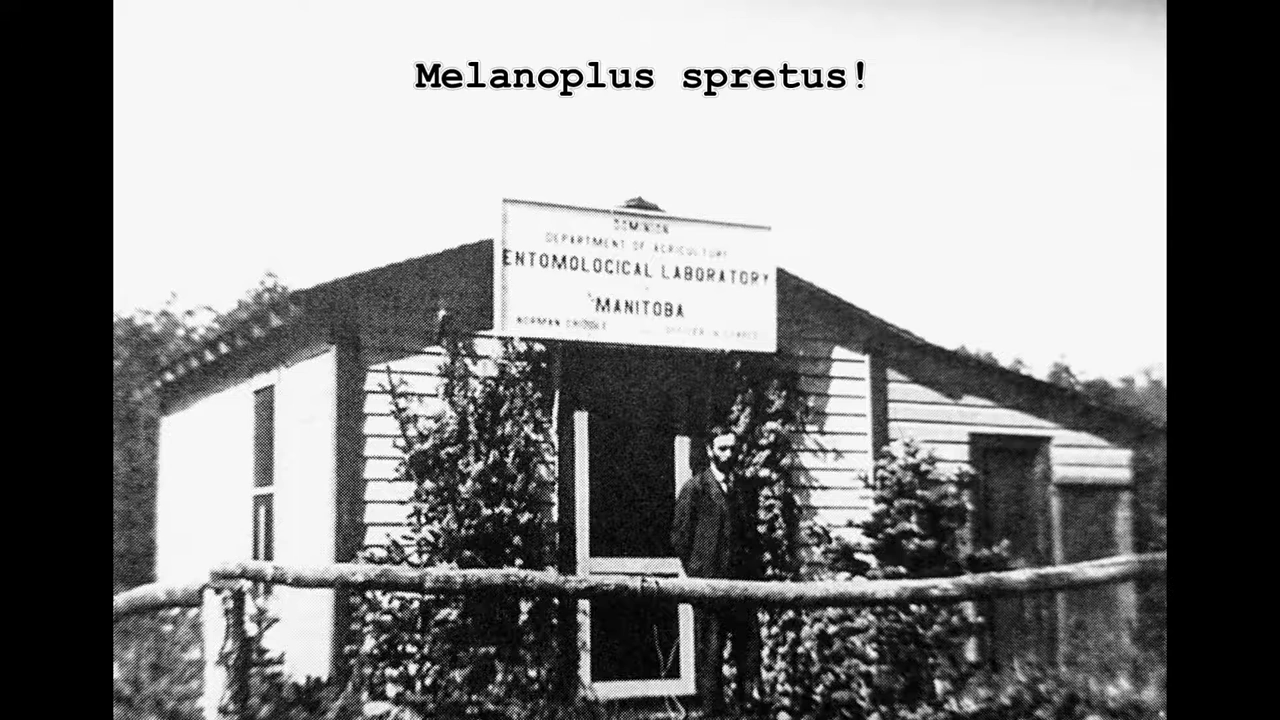 Melanoplus spretus!
DOMINION
DEPARTMENT OF AGRICULTURE
ENTOMOLOGICAL LABORATORY
MANITOBA
NORMAN CRIDDLE OFFICER IN CHARGE